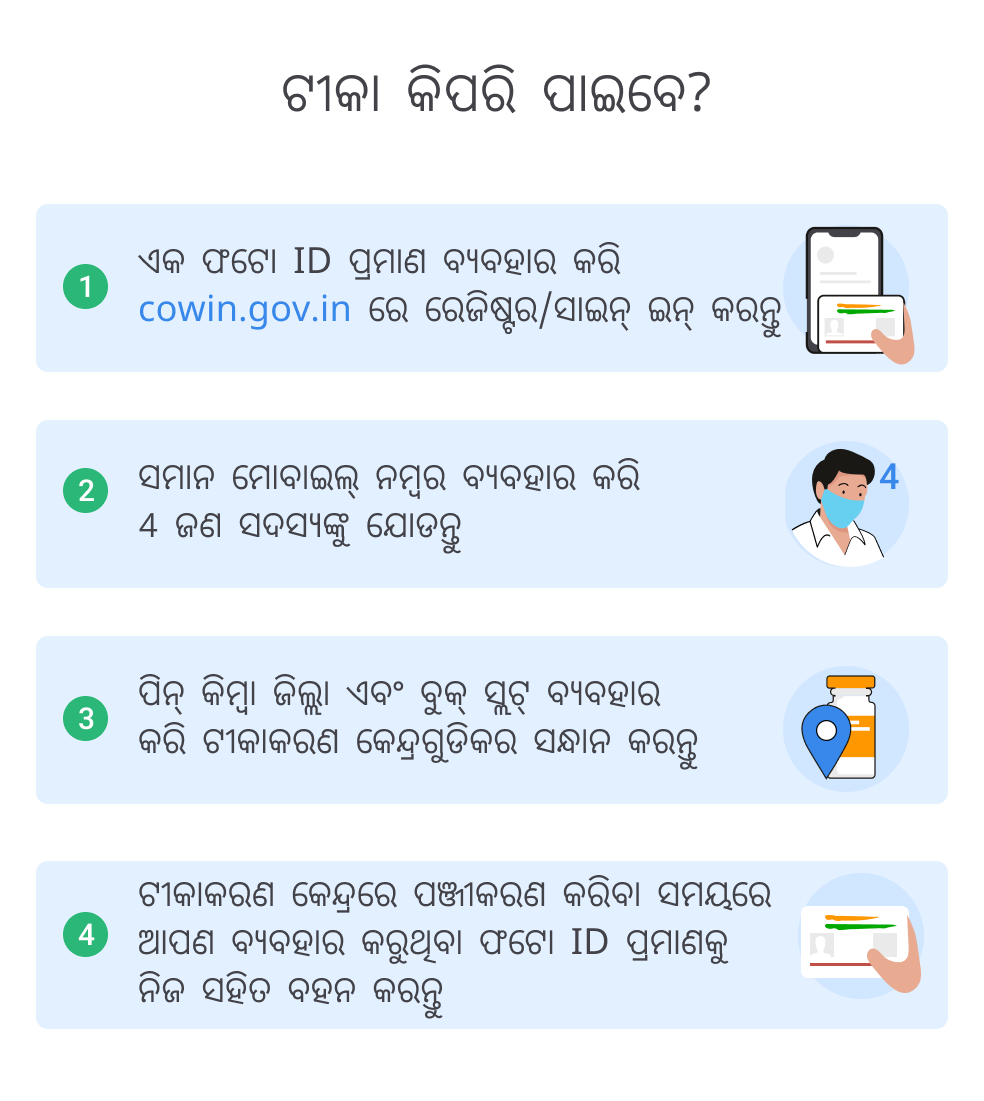 ଟୀକା କିପରି ପାଇବେ?
1
ଏକ ଫଟୋ ID ପ୍ରମାଣ ବ୍ୟବହାର କରି
cowin.gov.in ରେ ରେଜିଷ୍ଟର/ସାଇନ୍ ଇନ୍ କରନ୍ତୁ
2
ସମାନ ମୋବାଇଲ୍ ନମ୍ବର ବ୍ୟବହାର କରି
4 ଜଣ ସଦସ୍ୟଙ୍କୁ ଯୋଡନ୍ତୁ
4
3
ପିନ୍ କିମ୍ବା ଜିଲ୍ଲା ଏବଂ ବୁକ୍ ସ୍ଲଟ୍ ବ୍ୟବହାର
କରି ଟୀକାକରଣ କେନ୍ଦ୍ରଗୁଡିକର ସନ୍ଧାନ କରନ୍ତୁ
4
ଟୀକାକରଣ କେନ୍ଦ୍ରରେ ପଞ୍ଜୀକରଣ କରିବା ସମୟରେ
ଆପଣ ବ୍ୟବହାର କରୁଥିବା ଫଟୋ ID ପ୍ରମାଣକୁ
ନିଜ ସହିତ ବହନ କରନ୍ତୁ